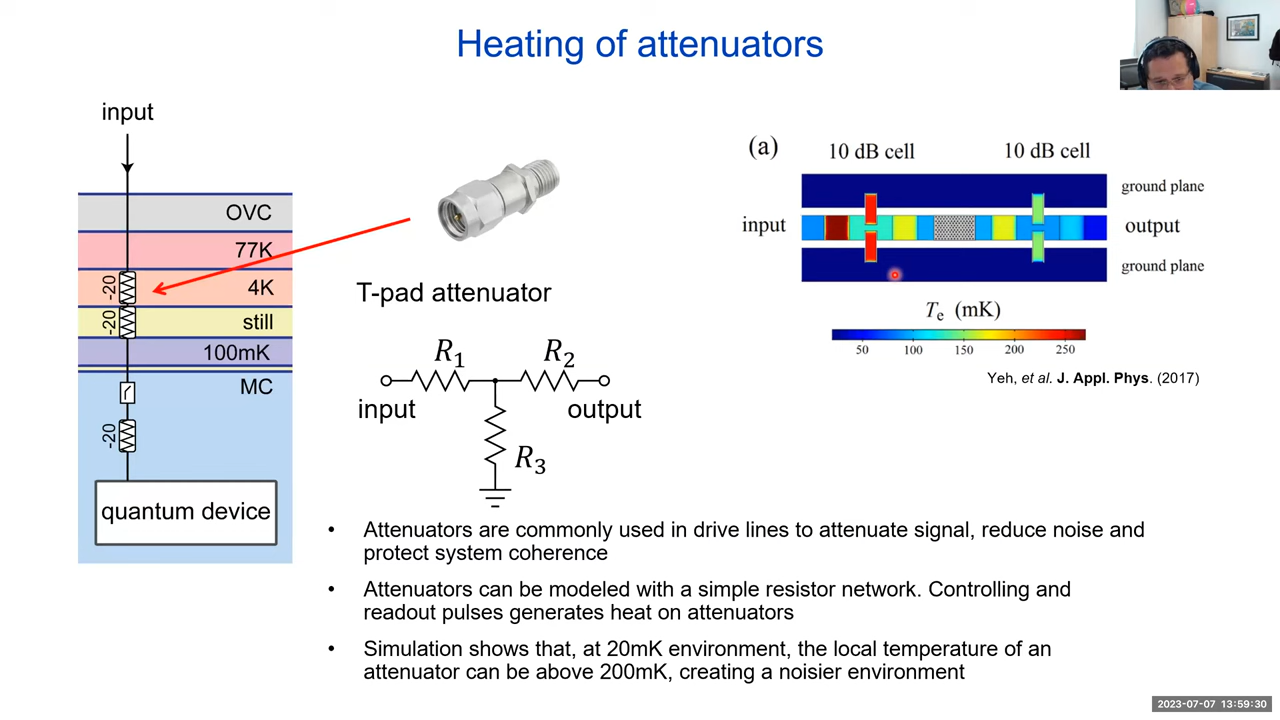 Heating of attenuators
input
OVC
77K
-20
4K
-20
still
100mK
MC
-20
quantum device
T-pad attenuator
R1
R2
input
output
R3
(a)
10 dB cell
10 dB cell
ground plane
input
output
ground plane
Te (mK)
50
100
150
200
250
Yeh, et al. J. Appl. Phys. (2017)
• Attenuators are commonly used in drive lines to attenuate signal, reduce noise and
protect system coherence
• Attenuators can be modeled with a simple resistor network. Controlling and
readout pulses generates heat on attenuators
• Simulation shows that, at 20mK environment, the local temperature of an
attenuator can be above 200mK, creating a noisier environment
2023-07-07 13:59:30